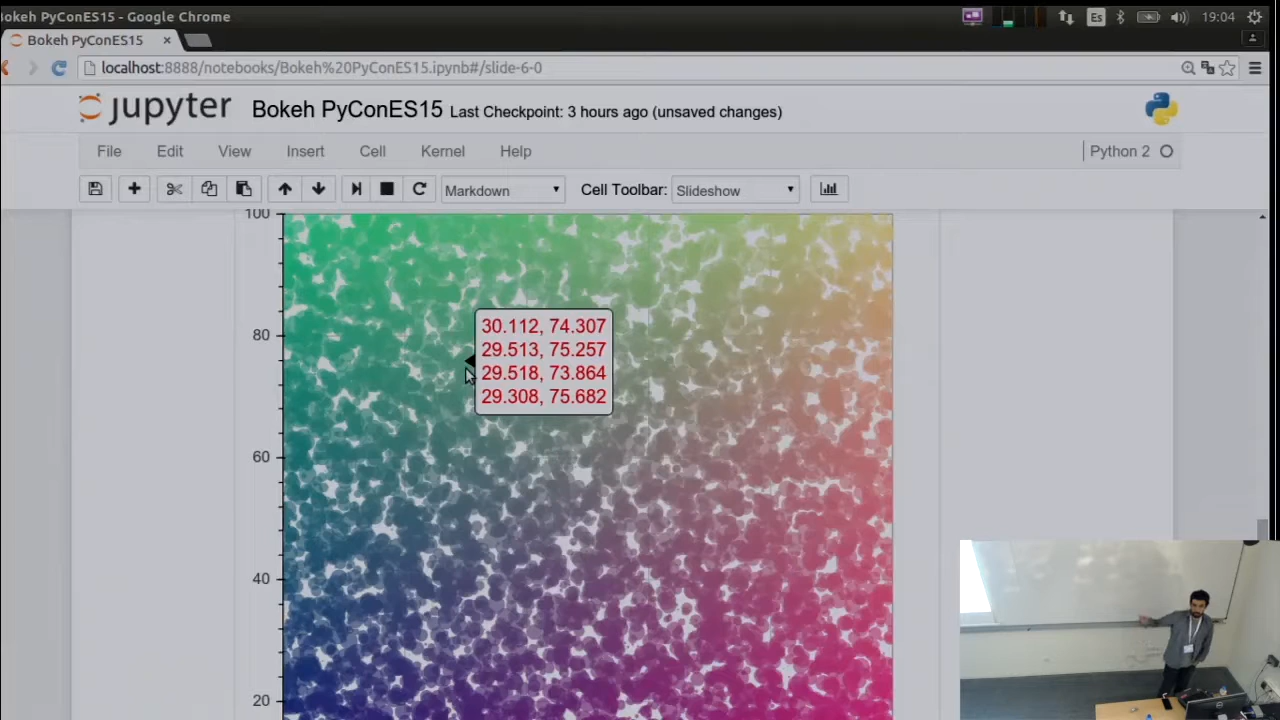 okeh PyConES15 - Google Chrome
Es
19:04
Bokeh PyConES15 ×
localhost:8888/notebooks/Bokeh%20PyConES15.ipynb#/slide-6-0
jupyter Bokeh PyConES15 Last Checkpoint: 3 hours ago (unsaved changes)
File Edit View Insert Cell Kernel Help Python 2
Markdown Cell Toolbar: Slideshow
100
80
60
40
20
30.112, 74.307
29.513, 75.257
29.518, 73.864
29.308, 75.682